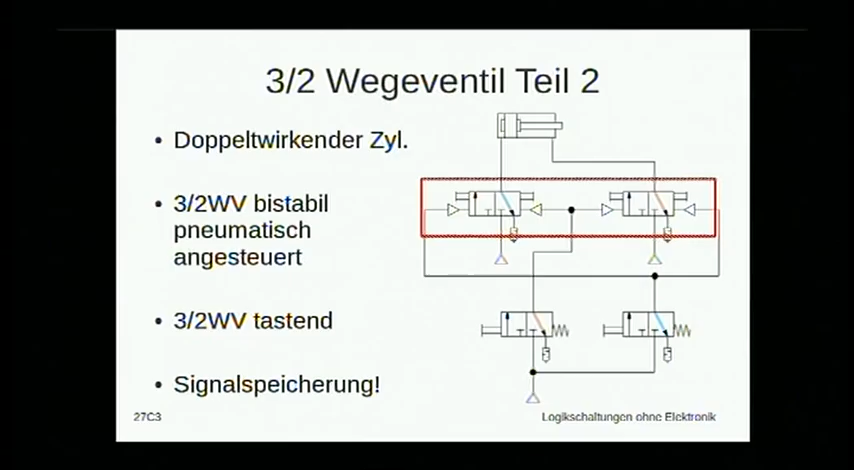 3/2 Wegeventil Teil 2
Doppeltwirkender Zyl.
3/2WV bistabil
pneumatisch
angesteuert
3/2WV tastend
Signalspeicherung!
27C3
Logikschaltungen ohne Elektronik